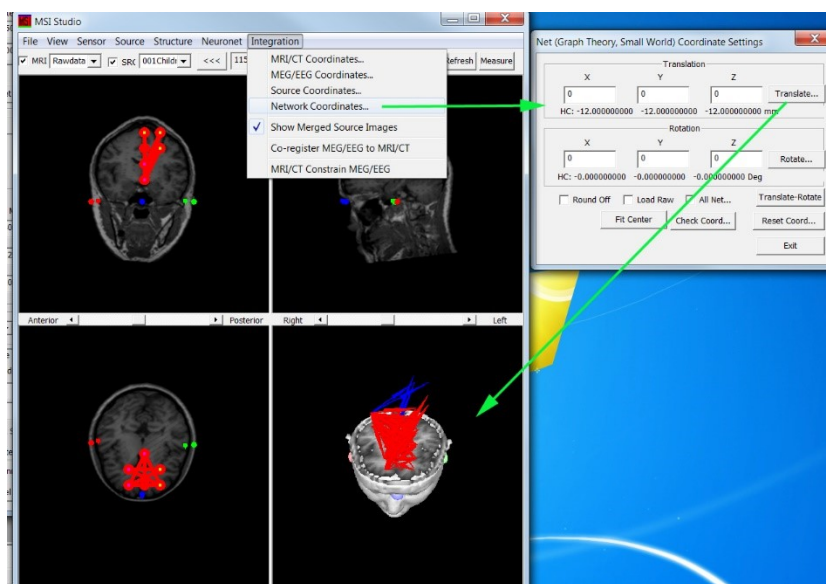 MSI Studio
File View Sensor Source Structure Neuronet Integration
MRI Rawdata SRC 001Childr <<< Refresh Measure
MRI/CT Coordinates...
MEG/EEG Coordinates...
Source Coordinates...
Network Coordinates...
Show Merged Source Images
Co-register MEG/EEG to MRI/CT
MRI/CT Constrain MEG/EEG
Anterior Posterior Right Left
Net (Graph Theory, Small World) Coordinate Settings
Translation
X Y Z
0 0 0 Translate...
HC: -12.000000000 -12.000000000 -12.000000000 mm
Rotation
X Y Z
0 0 0 Rotate...
HC: -0.000000000 -0.000000000 -0.000000000 Deg
Round Off Load Raw All Net... Translate-Rotate
Fit Center Check Coord... Reset Coord...
Exit